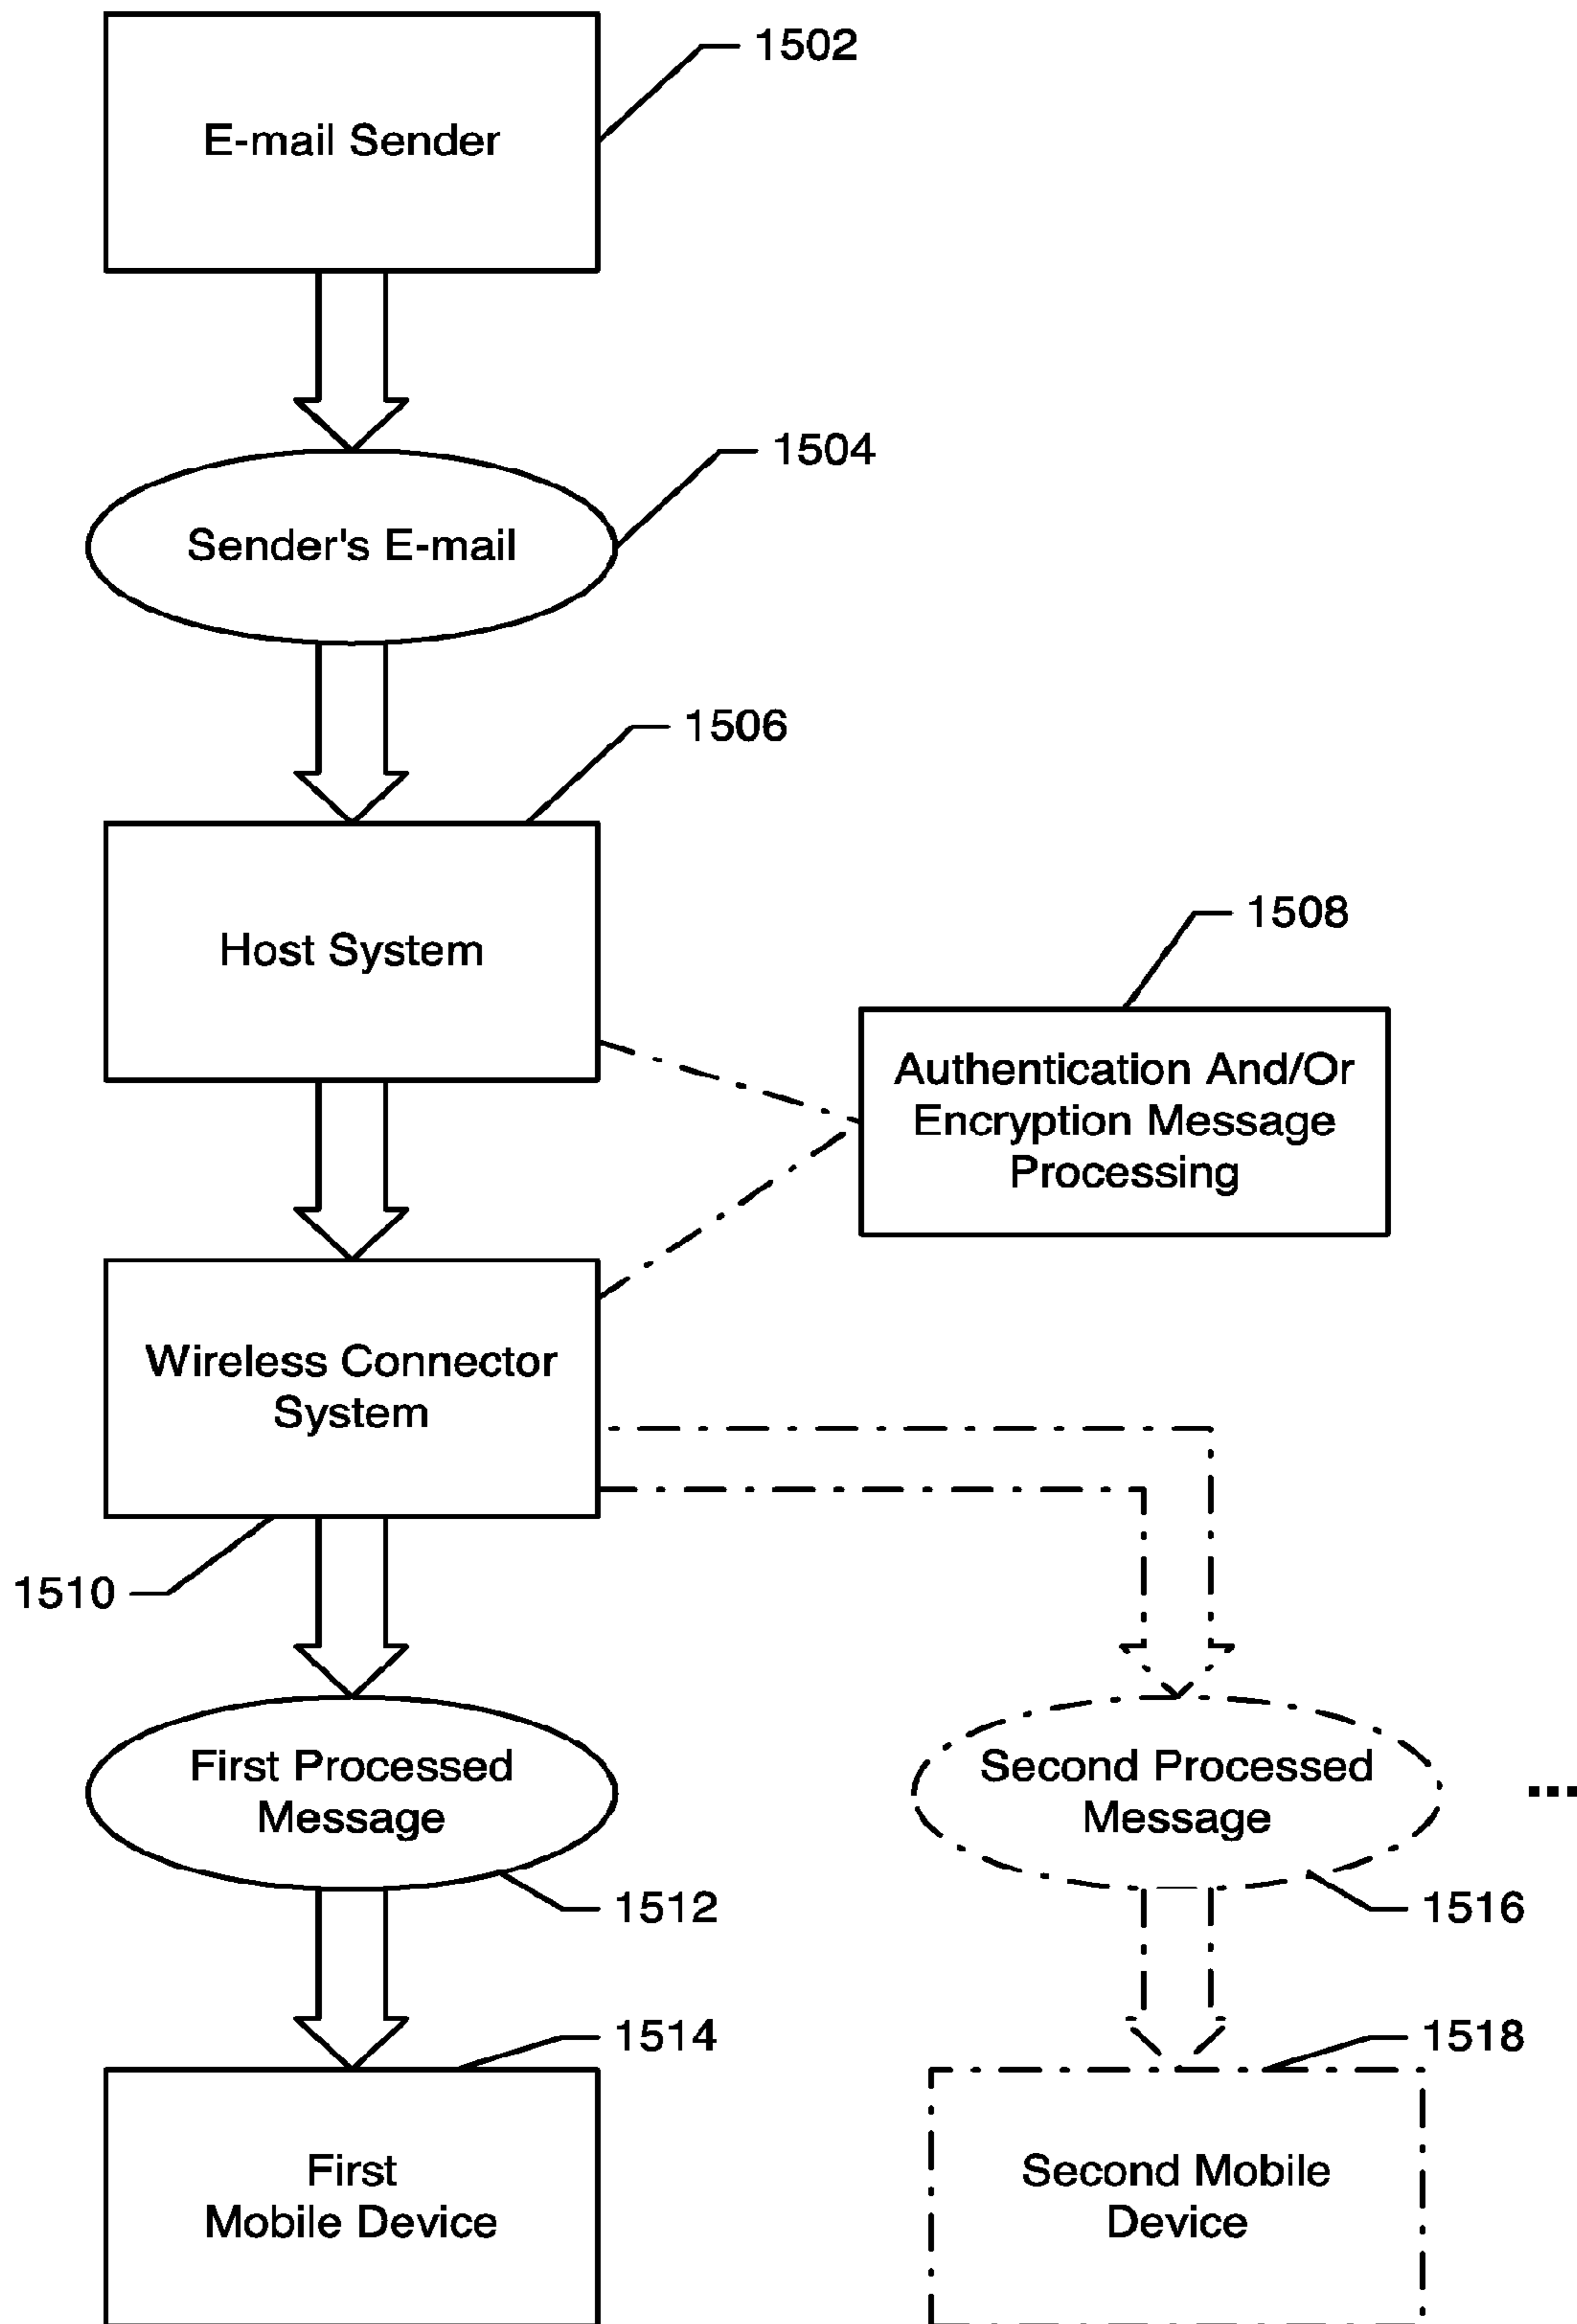 1502
E-mail Sender
1504
Sender's E-mail
1506
Host System
1508
Authentication And/Or
Encryption Message
Processing
Wireless Connector
System
1510
First Processed
Message
Second Processed
Message
...
1512
1516
1514
1518
First
Mobile Device
Second Mobile
Device